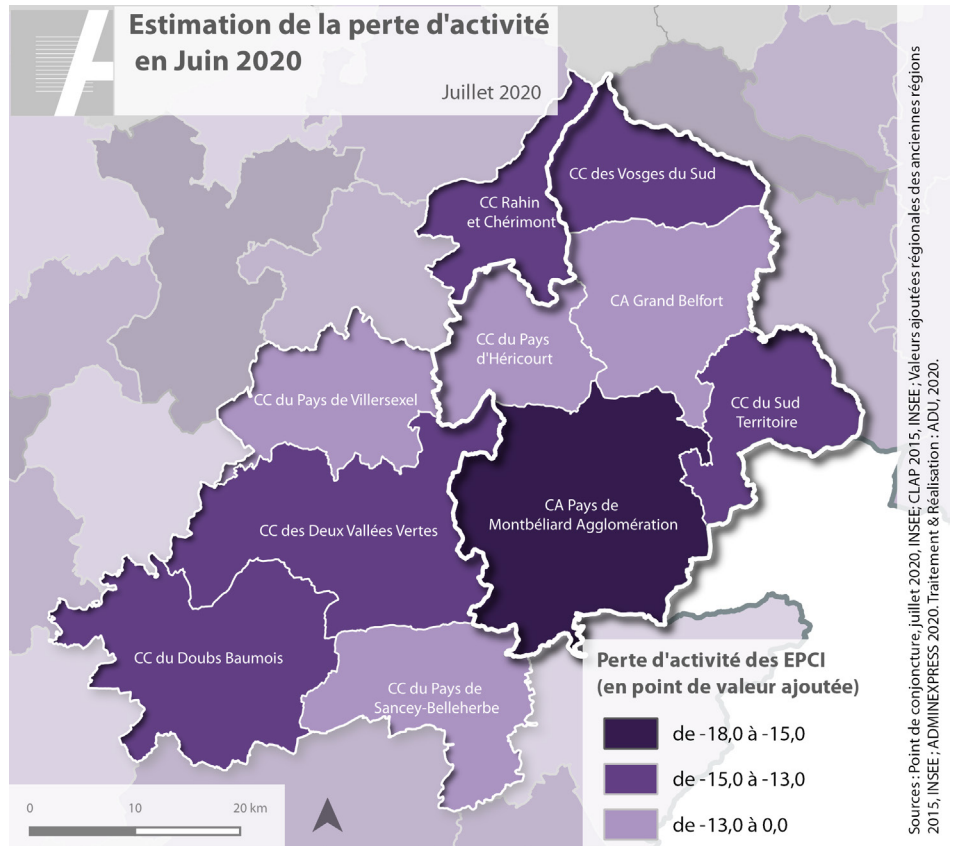 Estimation de la perte d'activité
en Juin 2020
Juillet 2020
CC des Vosges du Sud
CC Rahin
et Chérimont
CA Grand Belfort
CC du Pays
d'Héricourt
CC du Pays de Villersexel
CC du Sud
Territoire
CA Pays de
Montbéliard Agglomération
CC des Deux Vallées Vertes
CC du Doubs Baumois
CC du Pays de
Sancey-Belleherbe
Perte d'activité des EPCI
(en point de valeur ajoutée)
de -18,0 à -15,0
de -15,0 à -13,0
de -13,0 à 0,0
0 10 20 km
Sources : Point de conjoncture, juillet 2020, INSEE; CLAP 2015, INSEE ; Valeurs ajoutées régionales des anciennes régions
2015, INSEE ; ADMINEXPRESS 2020. Traitement & Réalisation : ADU, 2020.